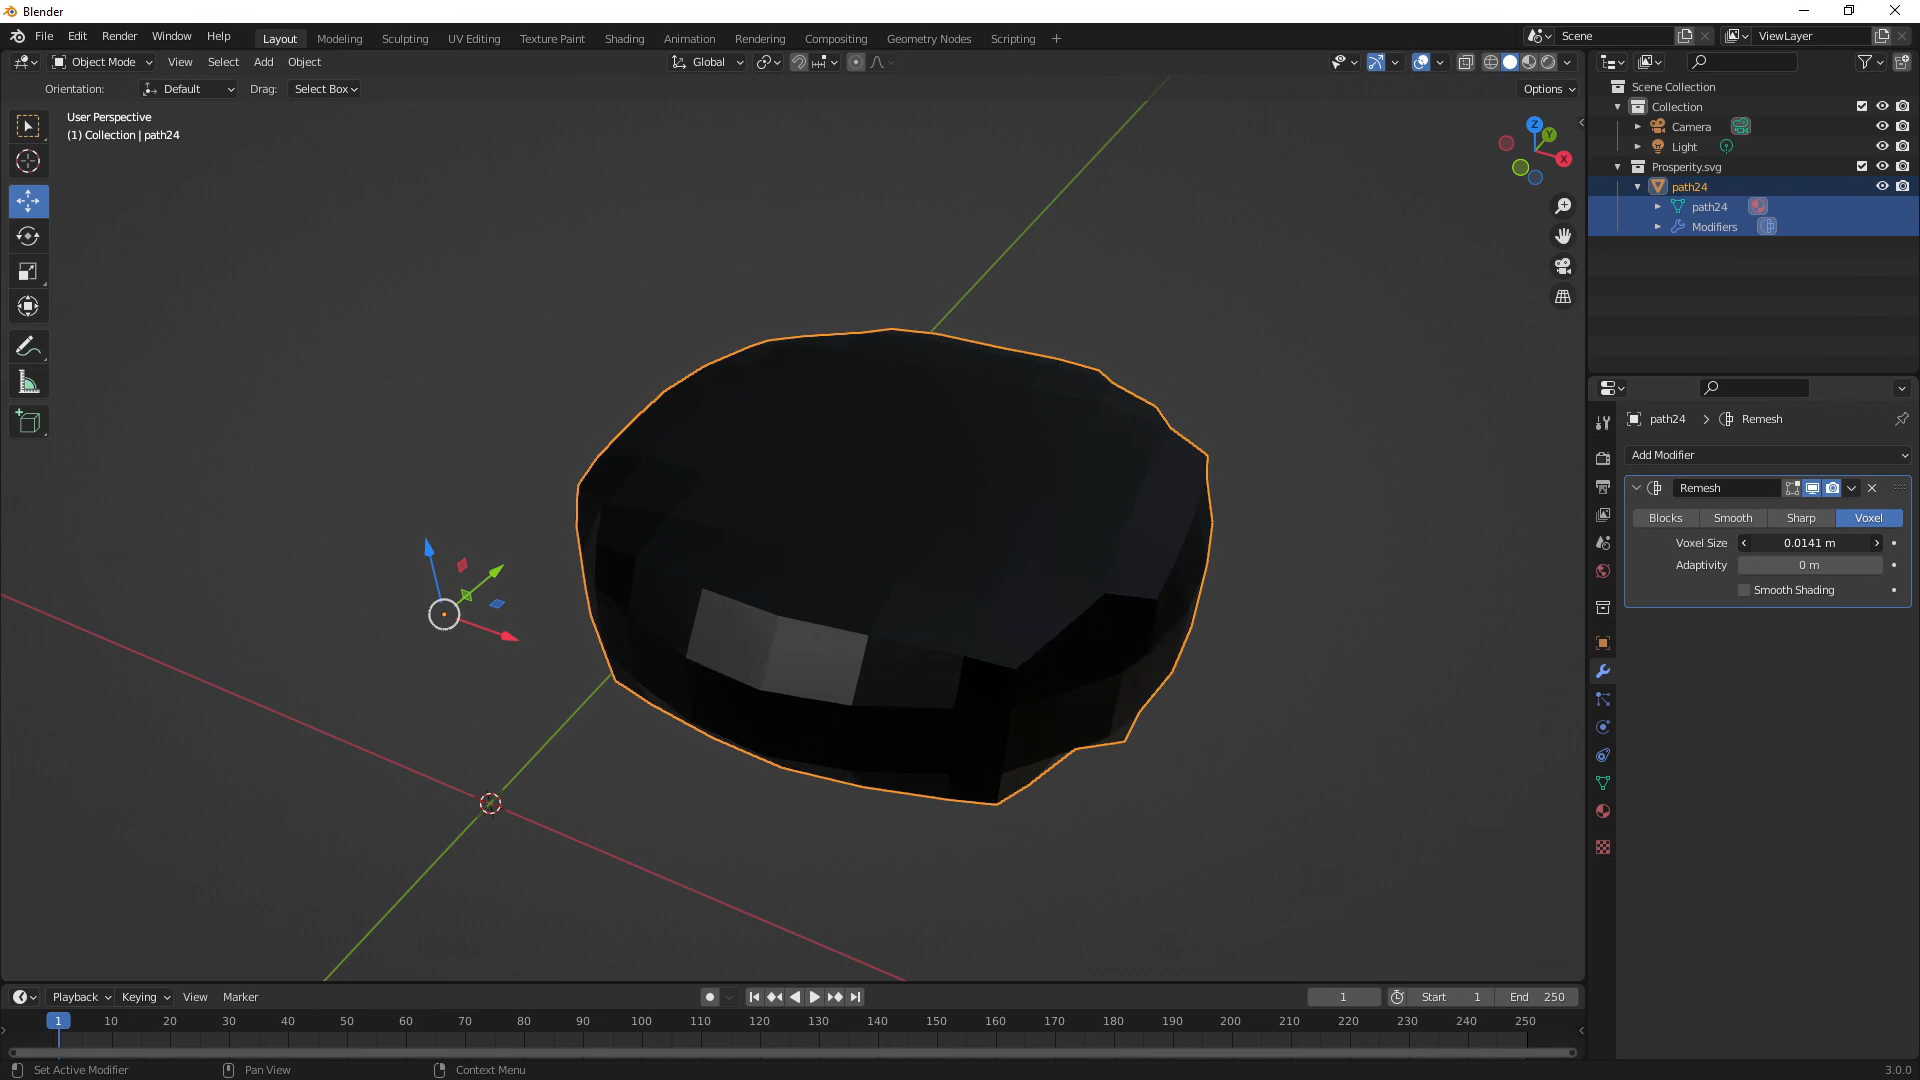 Blender
File Edit Render Window Help
Layout Modeling Sculpting UV Editing Texture Paint Shading Animation Rendering Compositing Geometry Nodes Scripting +
Scene
ViewLayer
Object Mode View Select Add Object
Global
Orientation: Default Drag: Select Box
Options
User Perspective
(1) Collection | path24
Z
Y
X
Scene Collection
Collection
Camera
Light
Prosperity.svg
path24
path24
Modifiers
path24 > Remesh
Add Modifier
Remesh
Blocks Smooth Sharp Voxel
Voxel Size 0.0141 m
Adaptivity 0 m
Smooth Shading
Playback Keying View Marker
1 Start 1 End 250
1 10 20 30 40 50 60 70 80 90 100 110 120 130 140 150 160 170 180 190 200 210 220 230 240 250
Set Active Modifier Pan View Context Menu 3.0.0